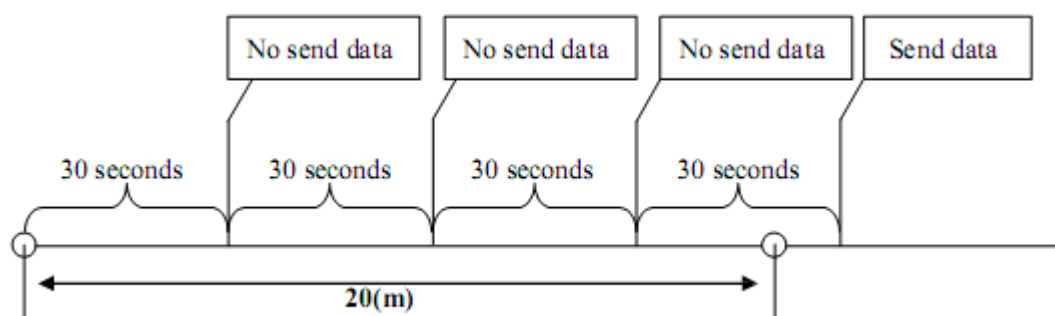 No send data
No send data
No send data
Send data
30 seconds
30 seconds
30 seconds
30 seconds
20(m)